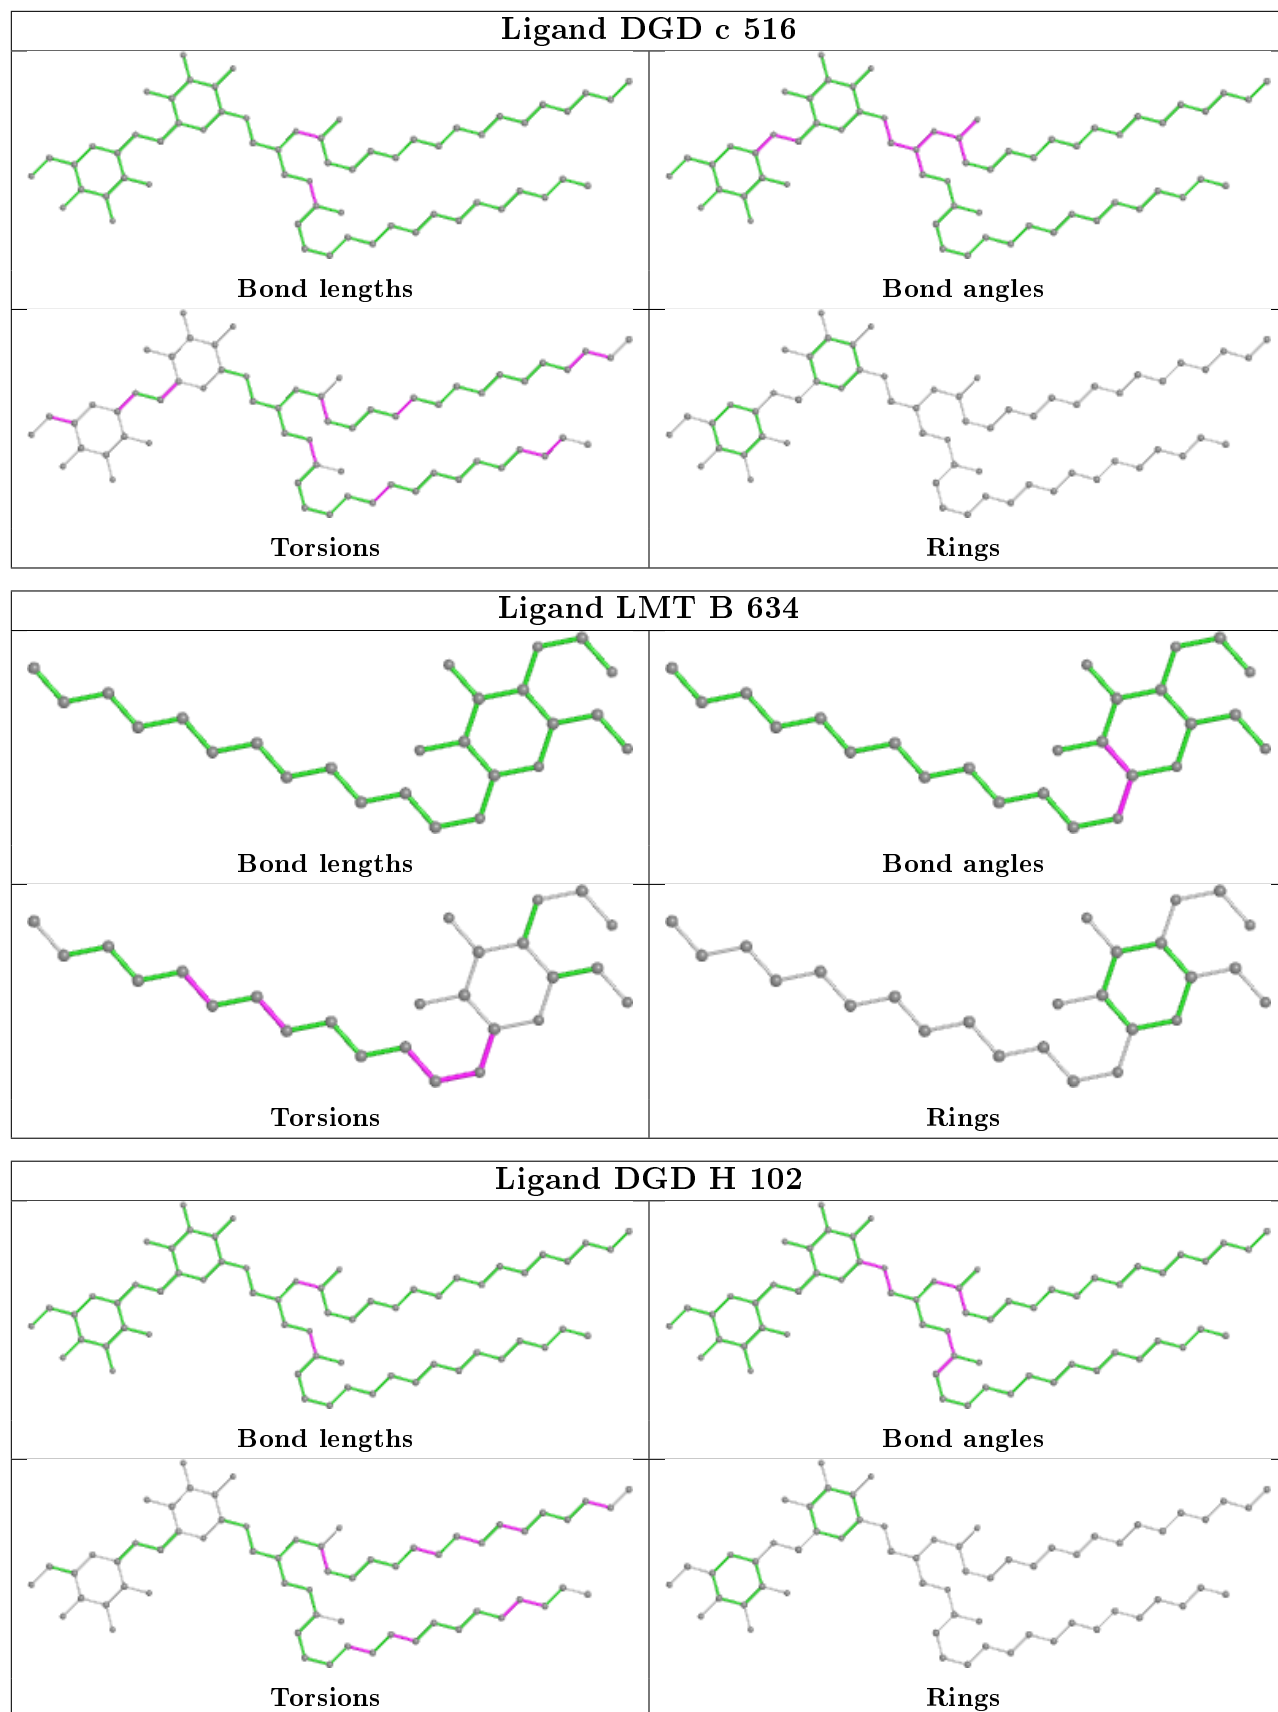 Ligand DGD c 516
Bond lengths
Bond angles
Torsions
Rings
Ligand LMT B 634
Bond lengths
Bond angles
Torsions
Rings
Ligand DGD H 102
Bond lengths
Bond angles
Torsions
Rings